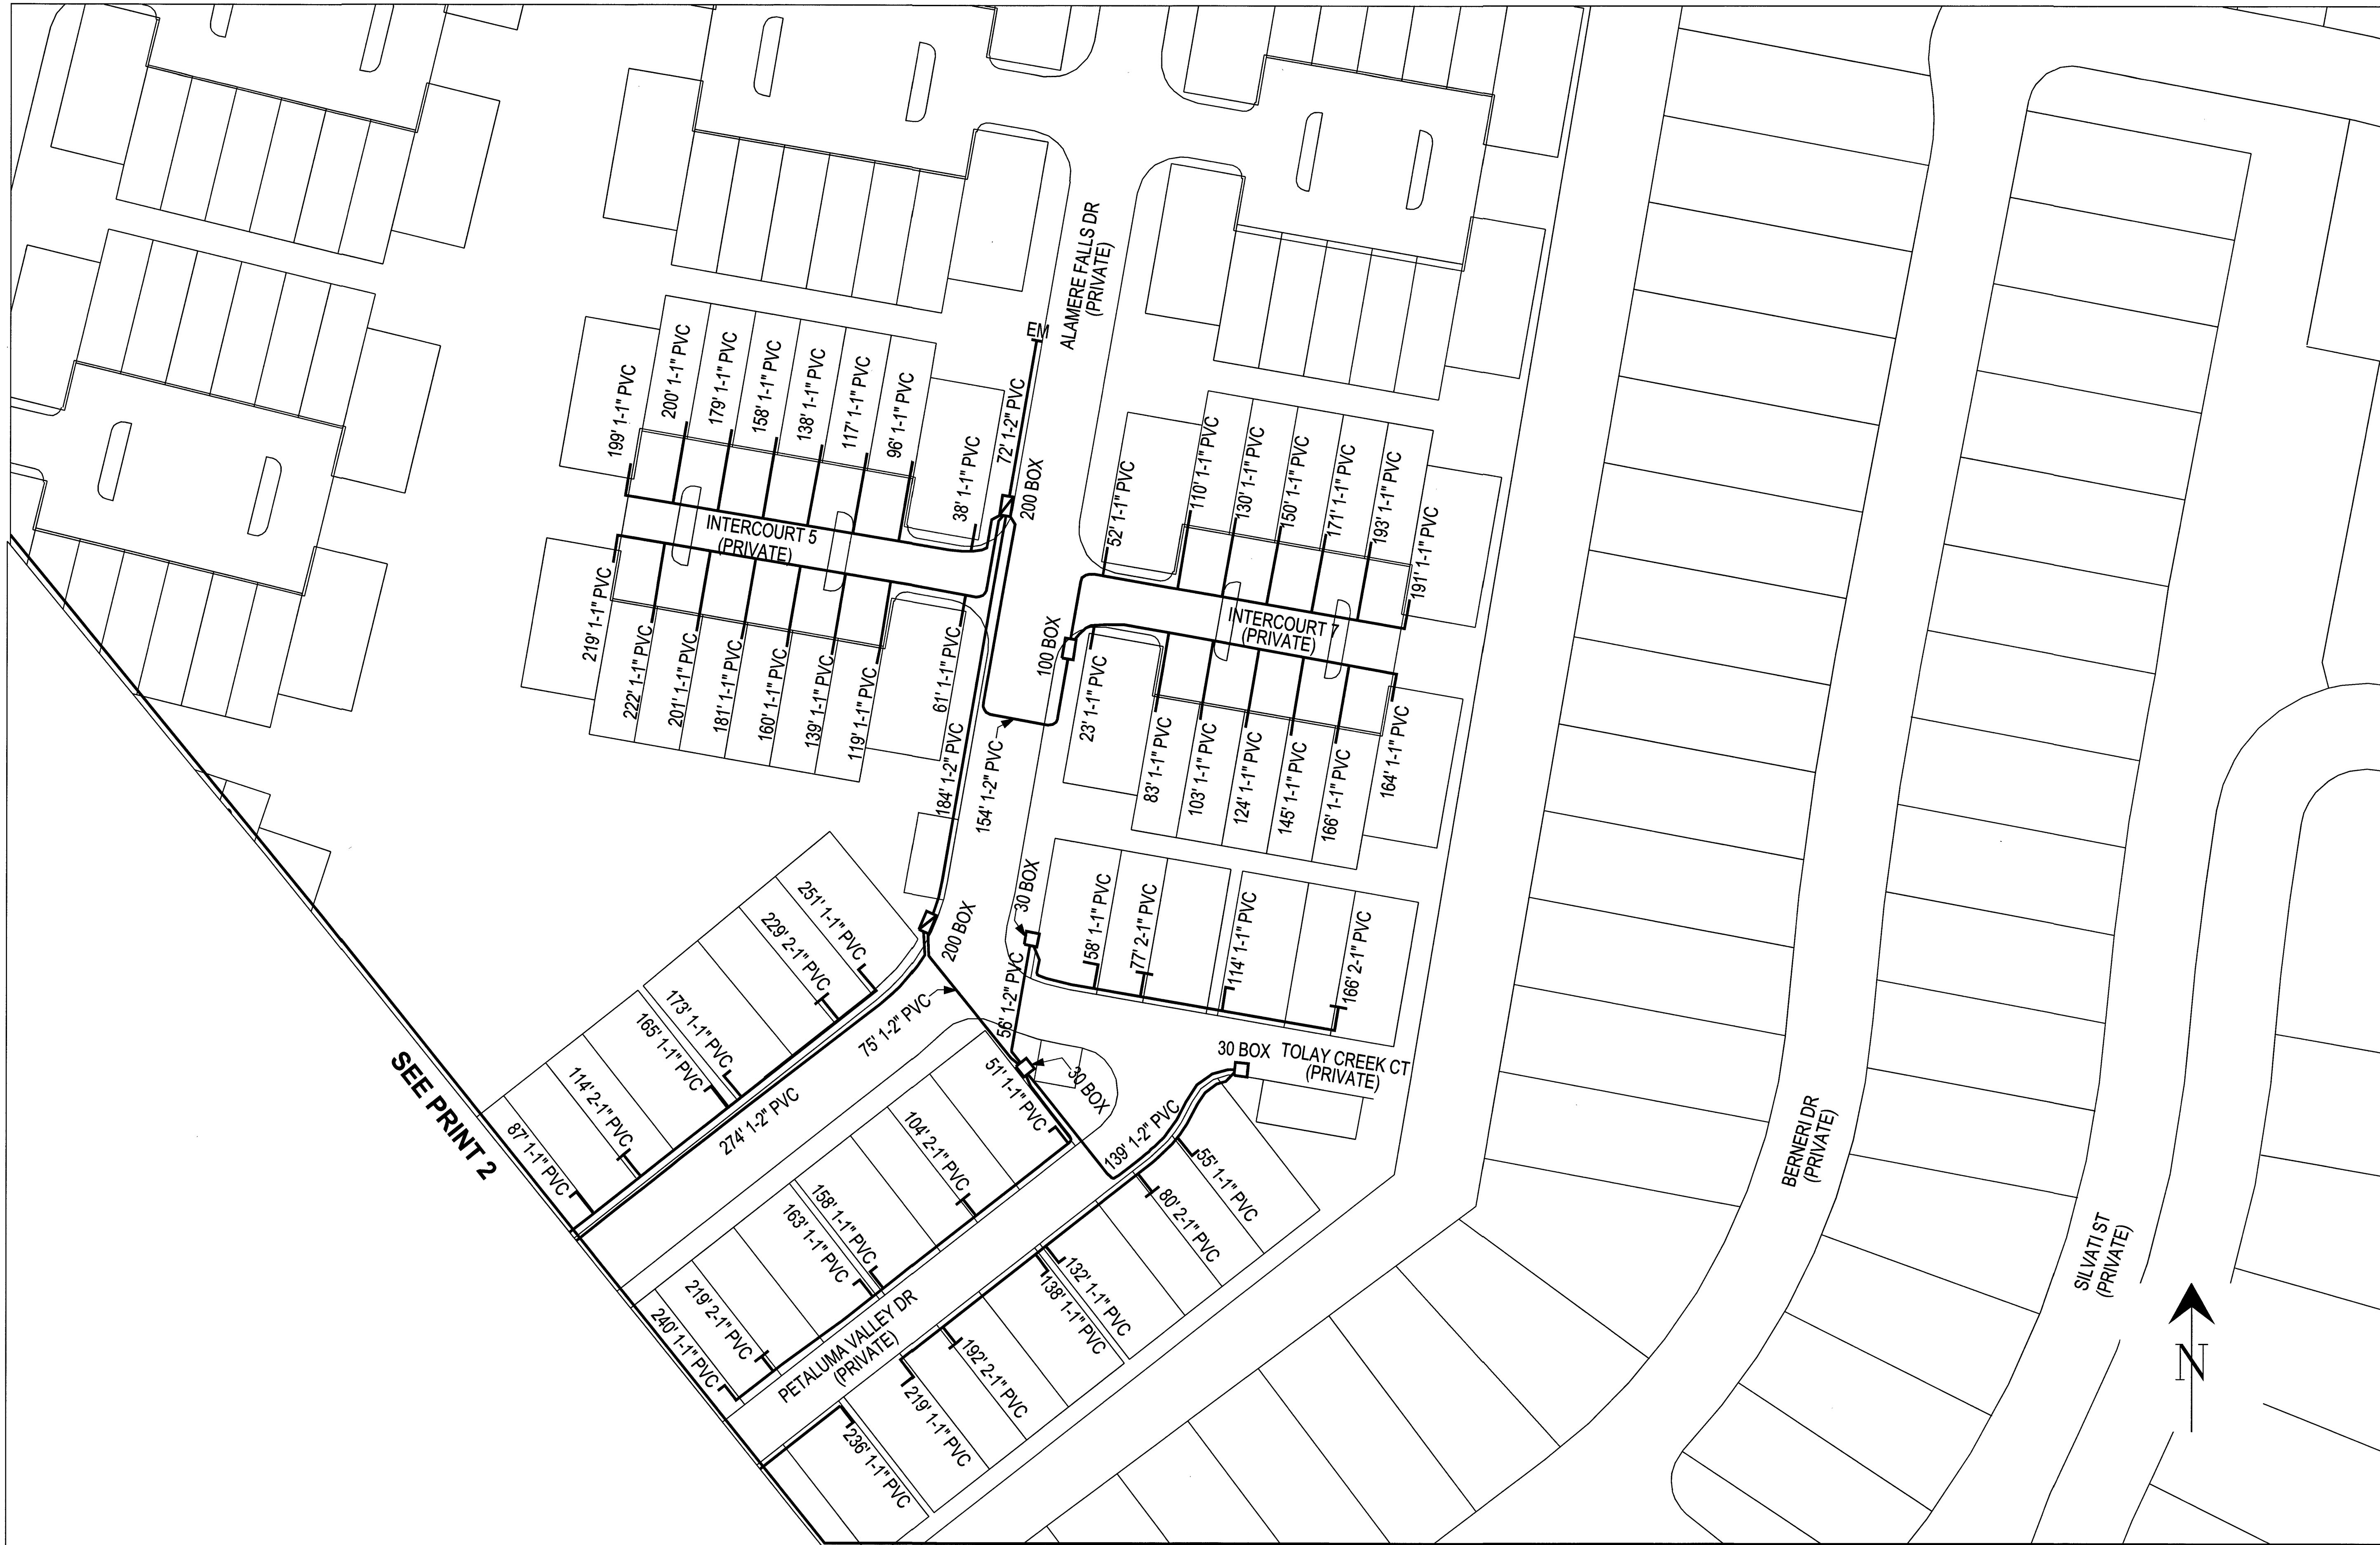 ALAMERE FALLS DR
(PRIVATE)
EM
72' 1-2" PVC
200 BOX
199' 1-1" PVC
200' 1-1" PVC
179' 1-1" PVC
158' 1-1" PVC
138' 1-1" PVC
117' 1-1" PVC
96' 1-1" PVC
38' 1-1" PVC
INTERCOURT 5
(PRIVATE)
219' 1-1" PVC
222' 1-1" PVC
201' 1-1" PVC
181' 1-1" PVC
160' 1-1" PVC
139' 1-1" PVC
119' 1-1" PVC
61' 1-1" PVC
184' 1-2" PVC
154' 1-2" PVC
100 BOX
52' 1-1" PVC
110' 1-1" PVC
130' 1-1" PVC
150' 1-1" PVC
171' 1-1" PVC
193' 1-1" PVC
191' 1-1" PVC
INTERCOURT 7
(PRIVATE)
23' 1-1" PVC
83' 1-1" PVC
103' 1-1" PVC
124' 1-1" PVC
145' 1-1" PVC
166' 1-1" PVC
164' 1-1" PVC
30 BOX
58' 1-1" PVC
77' 2-1" PVC
114' 1-1" PVC
166' 2-1" PVC
200 BOX
56' 1-2" PVC
75' 1-2" PVC
251' 1-1" PVC
229' 2-1" PVC
173' 1-1" PVC
165' 1-1" PVC
114' 2-1" PVC
87' 1-1" PVC
274' 1-2" PVC
SEE PRINT 2
30 BOX
30 BOX
TOLAY CREEK CT
(PRIVATE)
51' 1-1" PVC
104' 2-1" PVC
158' 1-1" PVC
163' 1-1" PVC
219' 2-1" PVC
240' 1-1" PVC
139' 1-2" PVC
55' 1-1" PVC
80' 2-1" PVC
132' 1-1" PVC
138' 1-1" PVC
192' 2-1" PVC
219' 1-1" PVC
236' 1-1" PVC
PETALUMA VALLEY DR
(PRIVATE)
BERNERI DR
(PRIVATE)
SILVATI ST
(PRIVATE)
N